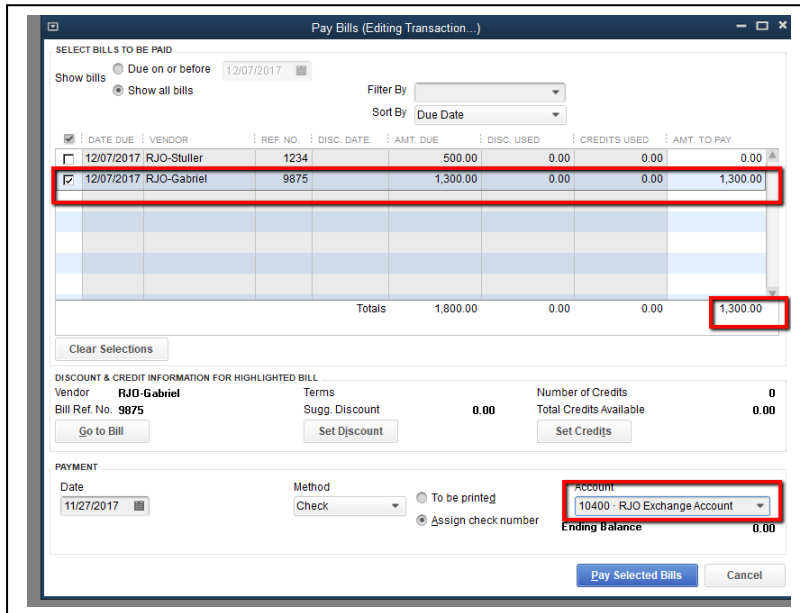 Pay Bills (Editing Transaction...)
SELECT BILLS TO BE PAID
Show bills
Due on or before 12/07/2017
Show all bills
Filter By
Sort By Due Date
DATE DUE VENDOR REF. NO. DISC. DATE AMT. DUE DISC. USED CREDITS USED AMT. TO PAY
12/07/2017 RJO-Stuller 1234 500.00 0.00 0.00 0.00
12/07/2017 RJO-Gabriel 9875 1,300.00 0.00 0.00 1,300.00
Totals 1,800.00 0.00 0.00 1,300.00
Clear Selections
DISCOUNT & CREDIT INFORMATION FOR HIGHLIGHTED BILL
Vendor RJO-Gabriel Terms Number of Credits 0
Bill Ref. No. 9875 Sugg. Discount 0.00 Total Credits Available 0.00
Go to Bill Set Discount Set Credits
PAYMENT
Date Method Account
11/27/2017 Check To be printed 10400 · RJO Exchange Account
Assign check number Ending Balance 0.00
Pay Selected Bills Cancel